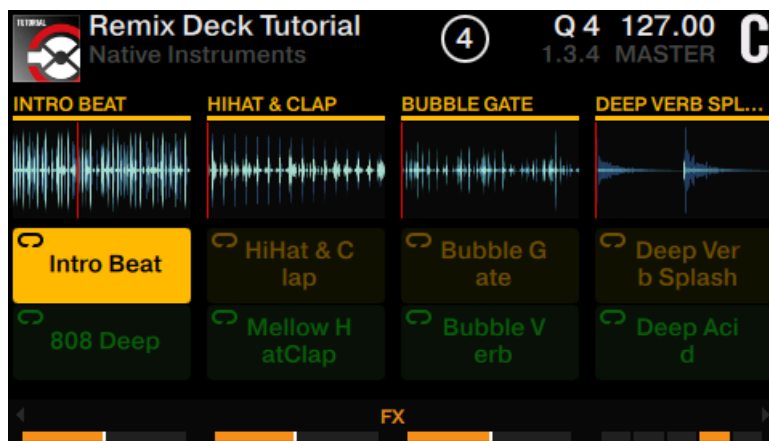 TUTORIAL
Remix Deck Tutorial
Native Instruments
4
Q 4 127.00
1.3.4 MASTER
C
INTRO BEAT
HIHAT & CLAP
BUBBLE GATE
DEEP VERB SPL...
Intro Beat
HiHat & C
lap
Bubble G
ate
Deep Ver
b Splash
808 Deep
Mellow H
atClap
Bubble V
erb
Deep Aci
d
FX